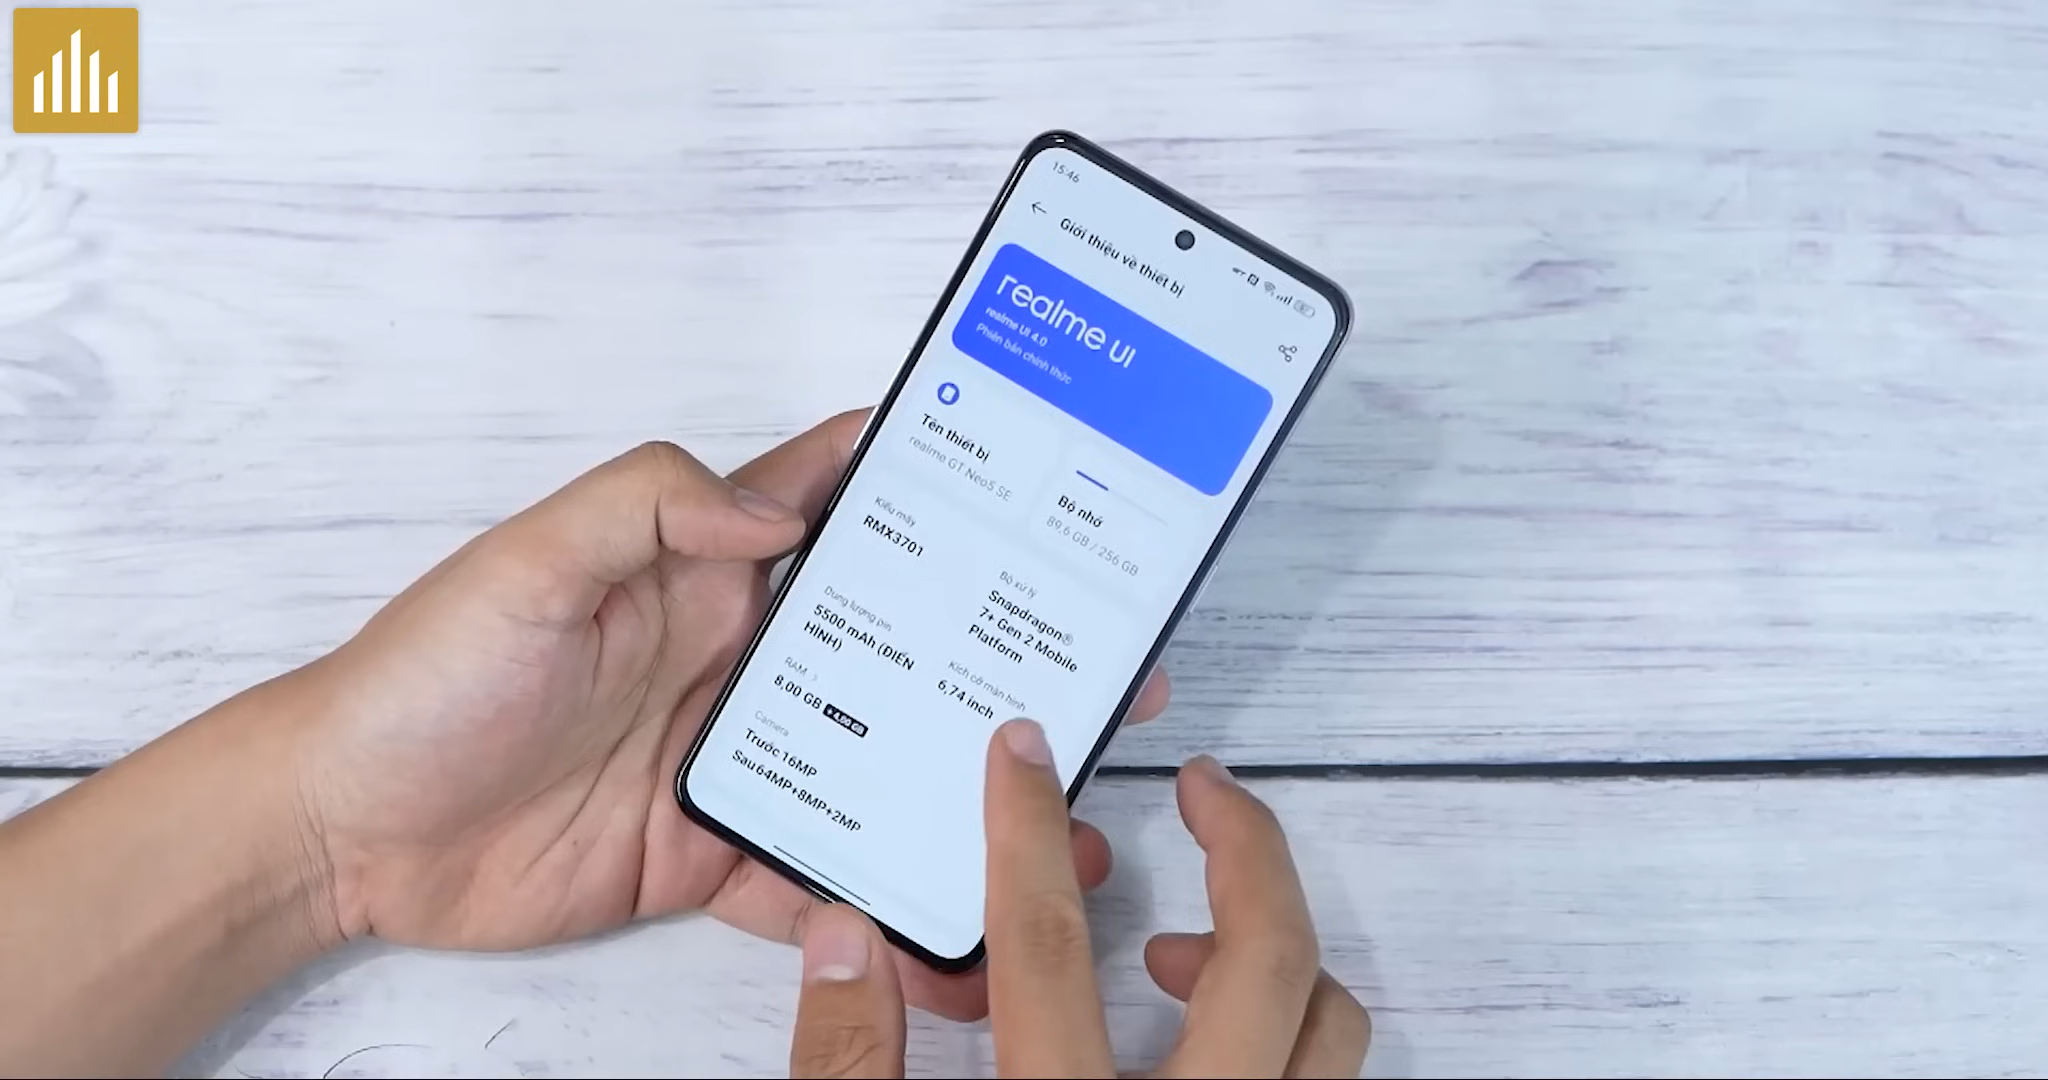 15:46
Giới thiệu về thiết bị
realme UI
realme UI 4.0
Phiên bản chính thức
Tên thiết bị
realme GT Neo5 SE
Bộ nhớ
89,6 GB / 256 GB
Kiểu máy
RMX3701
Bộ xử lý
Snapdragon®
7+ Gen 2 Mobile
Platform
Dung lượng pin
5500 mAh (ĐIỂN
HÌNH)
Kích cỡ màn hình
6,74 inch
RAM
8,00 GB +4,00 GB
Camera
Trước 16MP
Sau 64MP+8MP+2MP